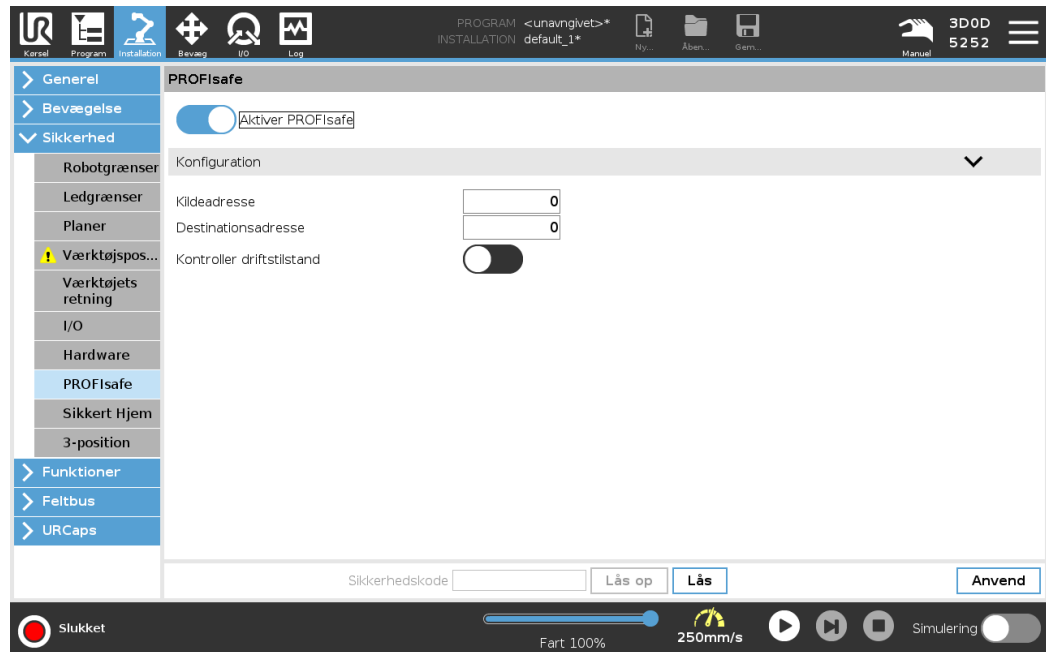 UR
Kørsel
Program
Installation
Bevæg
I/O
Log
PROGRAM <unavngivet>*
INSTALLATION default_1*
Ny...
Åben...
Gem...
Manuel
3D0D
5252
Generel
Bevægelse
Sikkerhed
Robotgrænser
Ledgrænser
Planer
Værktøjspos...
Værktøjets
retning
I/O
Hardware
PROFIsafe
Sikkert Hjem
3-position
Funktioner
Feltbus
URCaps
PROFIsafe
Aktiver PROFIsafe
Konfiguration
Kildeadresse 0
Destinationsadresse 0
Kontroller driftstilstand
Sikkerhedskode
Lås op
Lås
Anvend
Slukket
Fart 100%
250mm/s
Simulering